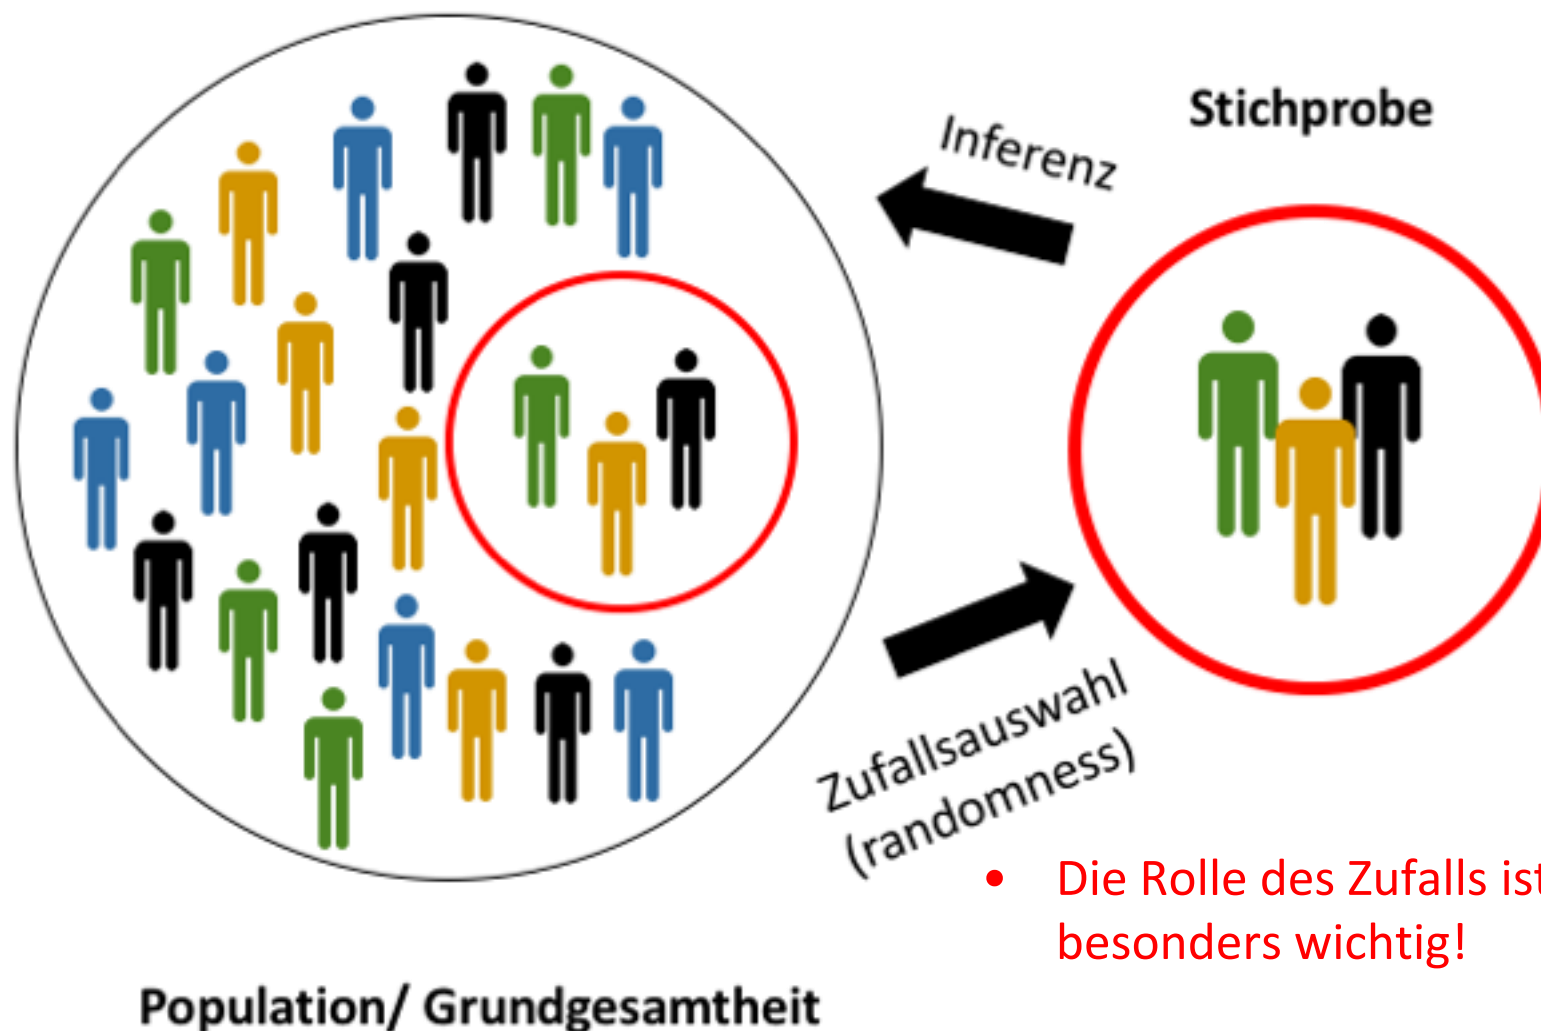 Stichprobe
Inferenz
Zufallsauswahl
(randomness)
• Die Rolle des Zufalls ist
besonders wichtig!
Population/ Grundgesamtheit